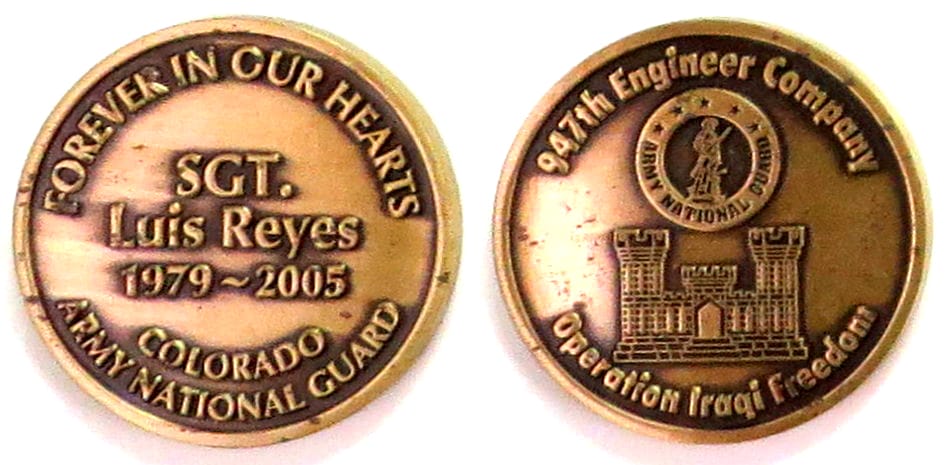 FOREVER IN OUR HEARTS
SGT.
Luis Reyes
1979~2005
COLORADO
ARMY NATIONAL GUARD
947th Engineer Company
ARMY NATIONAL GUARD
Operation Iraqi Freedom